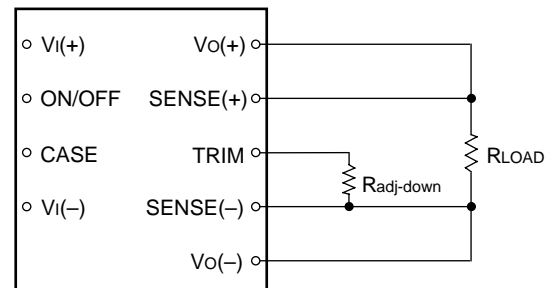 VI(+) VO(+)
ON/OFF SENSE(+)
CASE TRIM RLOAD
Radj-down
VI(–) SENSE(–)
VO(–)